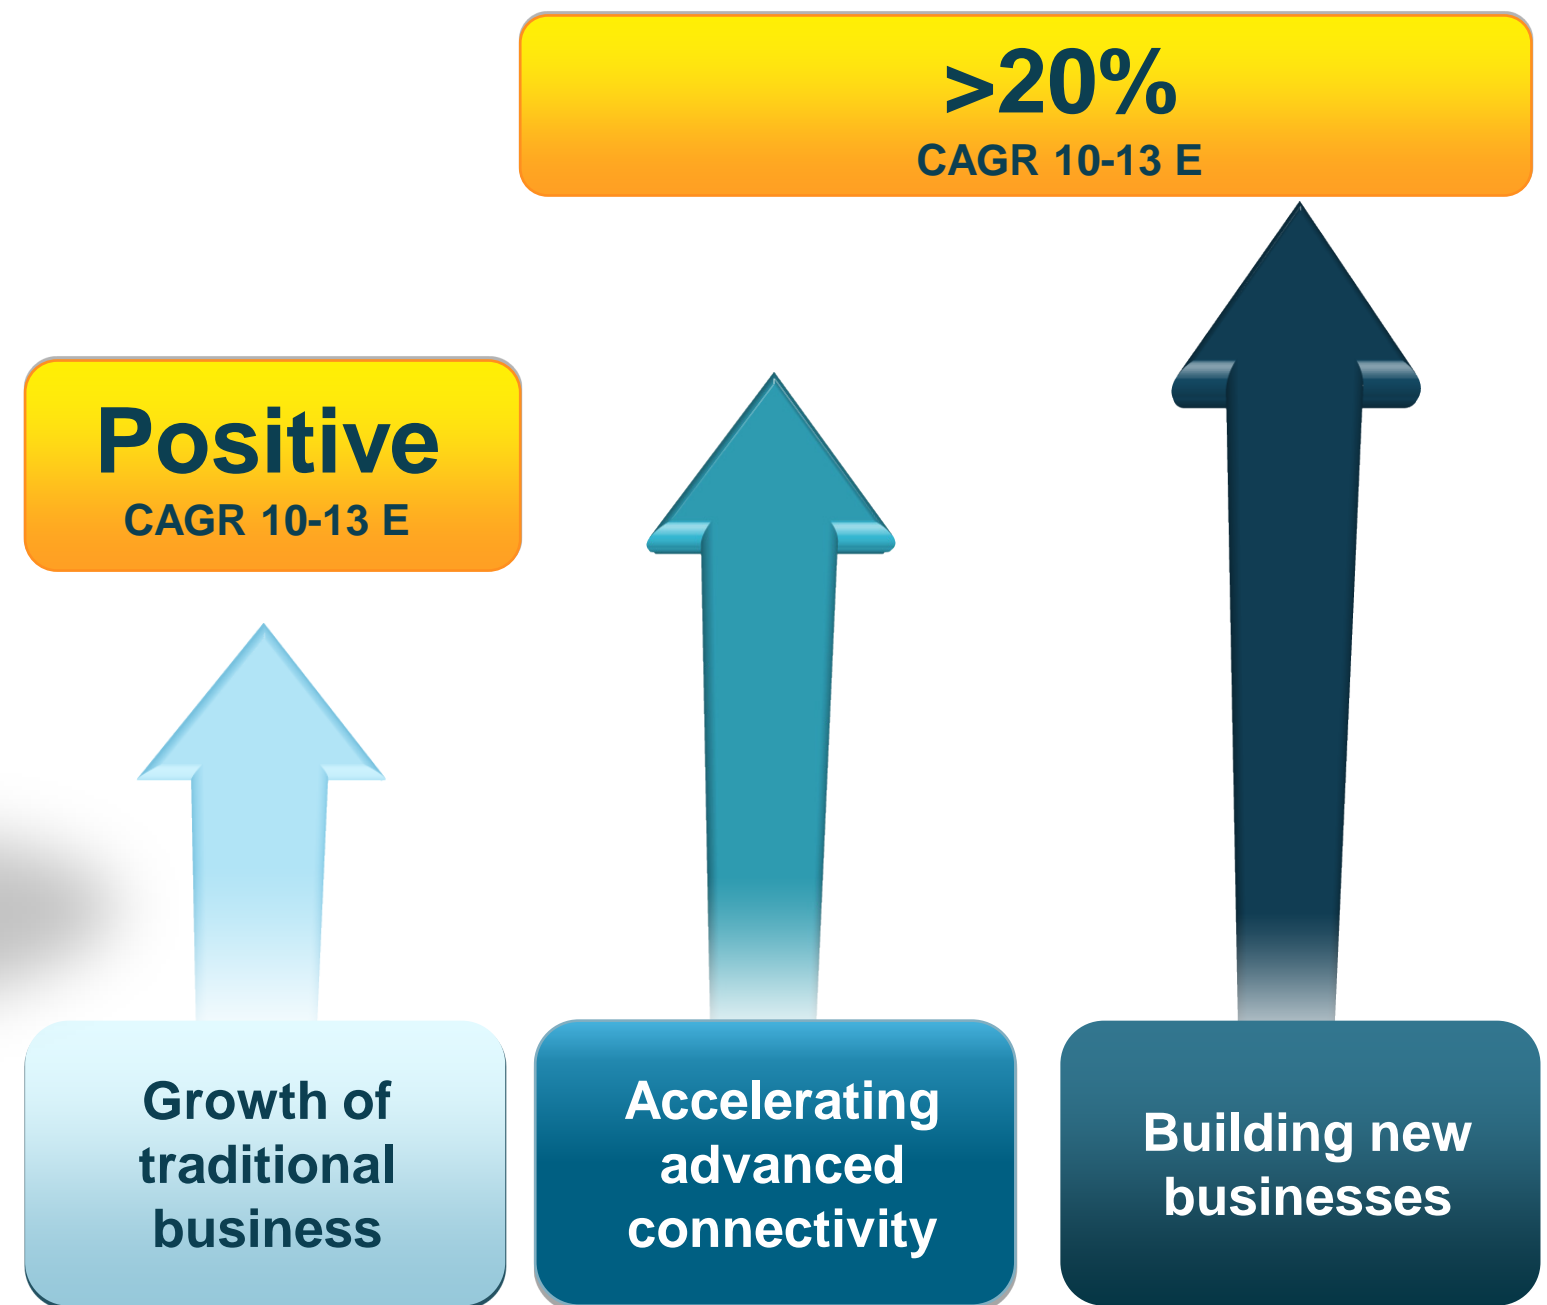 >20%
CAGR 10-13 E
Positive
CAGR 10-13 E
Growth of
traditional
business
Accelerating
advanced
connectivity
Building new
businesses